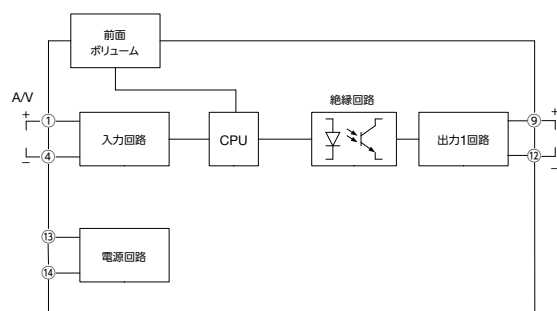 前面
ボリューム
A/V
絶縁回路
+ ① 入力回路 CPU 出力1回路 ⑨ +
− ④ ⑫ −
⑬
電源回路
⑭